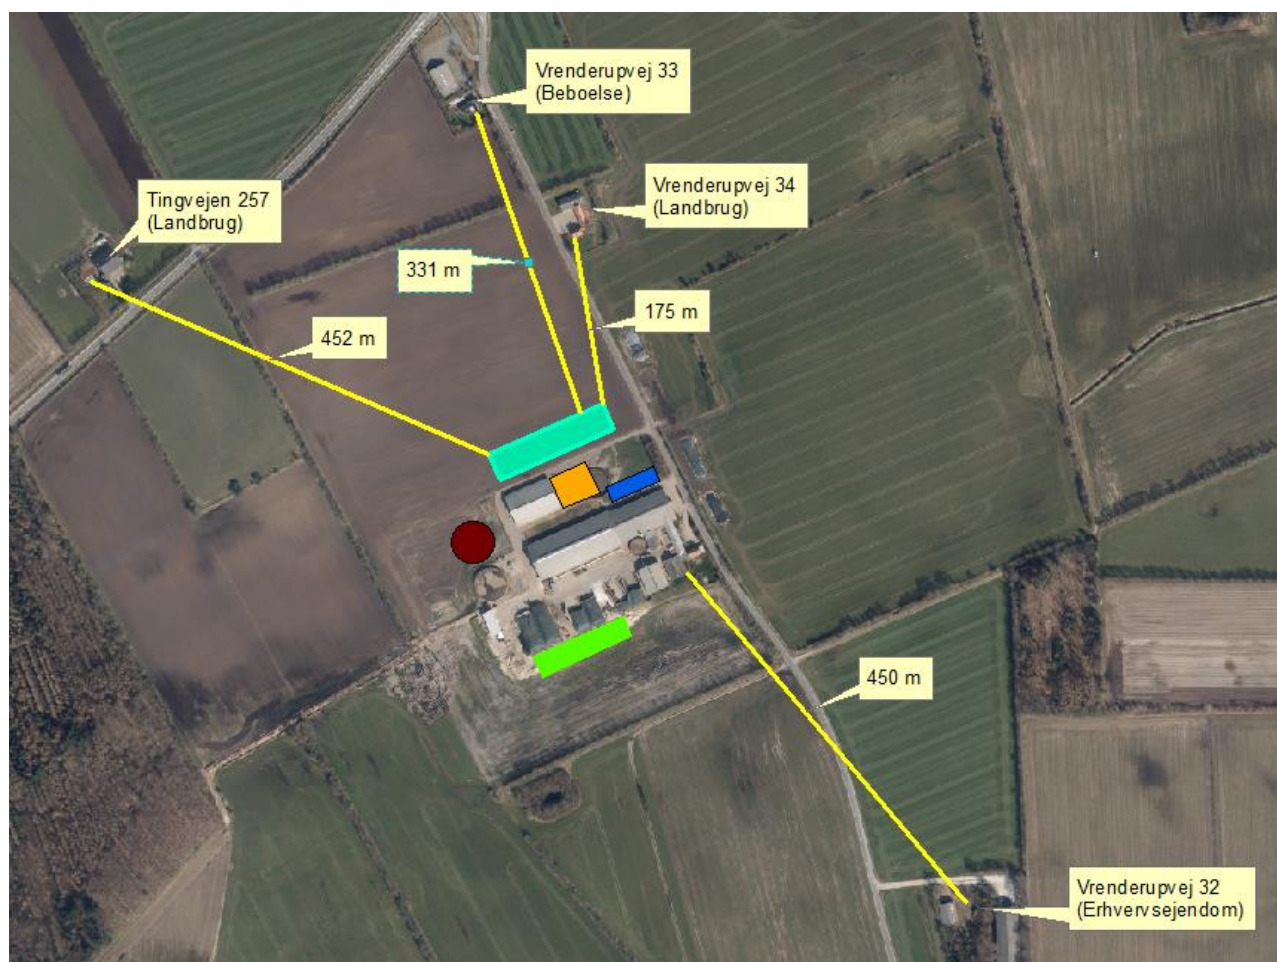 Vrenderupvej 33
(Beboelse)
Vrenderupvej 34
(Landbrug)
Tingvejen 257
(Landbrug)
331 m
175 m
452 m
450 m
Vrenderupvej 32
(Erhvervsejendom)